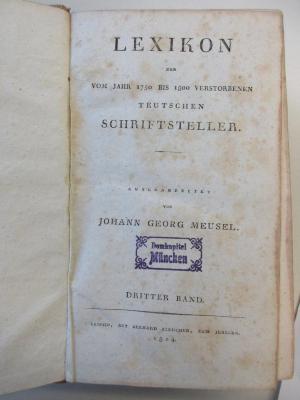 LEXIKON
DER
VOM JAHR 1750 BIS 1800 VERSTORBENEN
TEUTSCHEN
SCHRIFTSTELLER.
AUSGEARBEITET
VON
JOHANN GEORG MEUSEL.
Domkapitel
München
DRITTER BAND.
LEIPZIG, BEY GERHARD FLEISCHER, DEM JÜNGERN,
1804.